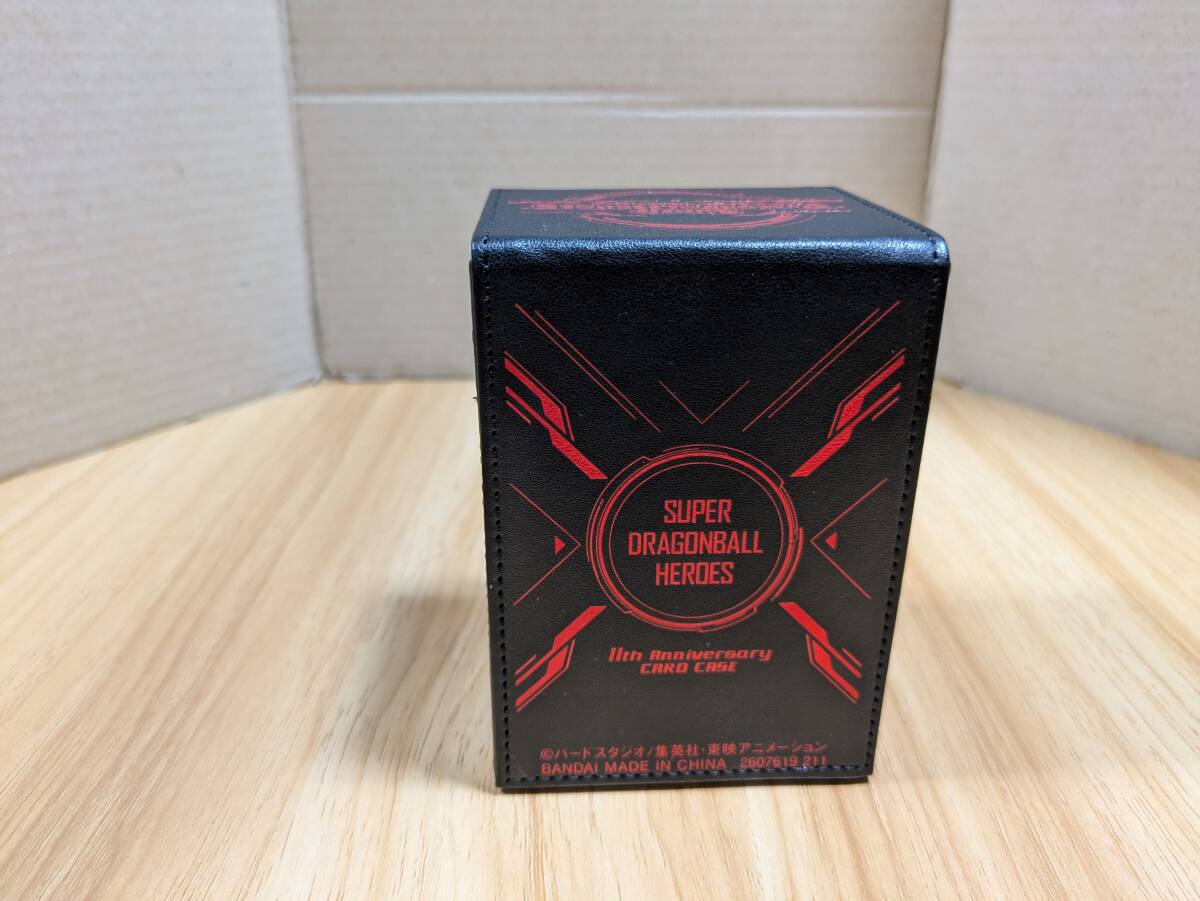 SUPER
DRAGONBALL
HEROES
11th Anniversary
CARD CASE
©バードスタジオ/集英社・東映アニメーション
BANDAI MADE IN CHINA 2607619 211